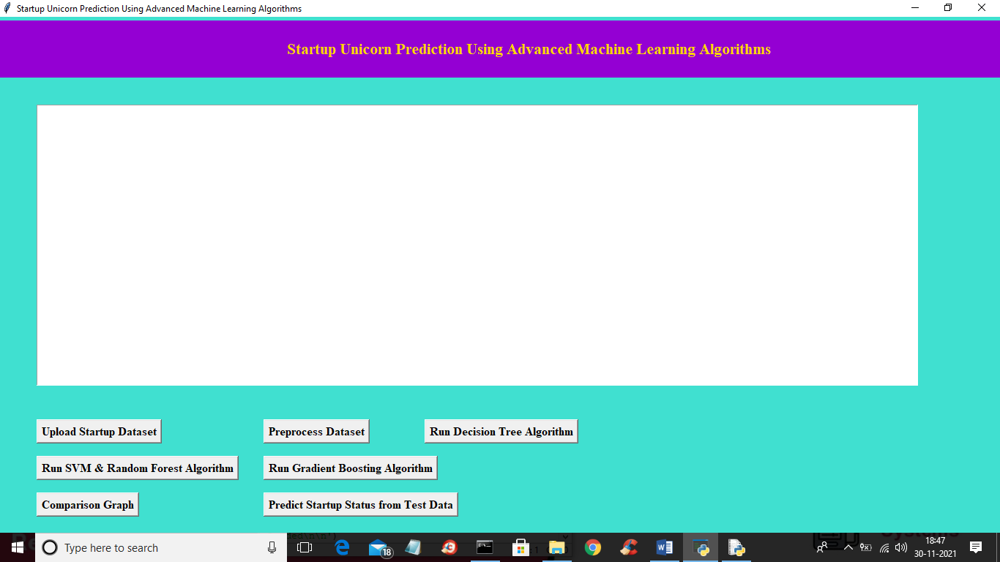 Startup Unicorn Prediction Using Advanced Machine Learning Algorithms
Startup Unicorn Prediction Using Advanced Machine Learning Algorithms
Upload Startup Dataset
Preprocess Dataset
Run Decision Tree Algorithm
Run SVM & Random Forest Algorithm
Run Gradient Boosting Algorithm
Comparison Graph
Predict Startup Status from Test Data
ded\n\n')
Type here to search
18
18:47
30-11-2021